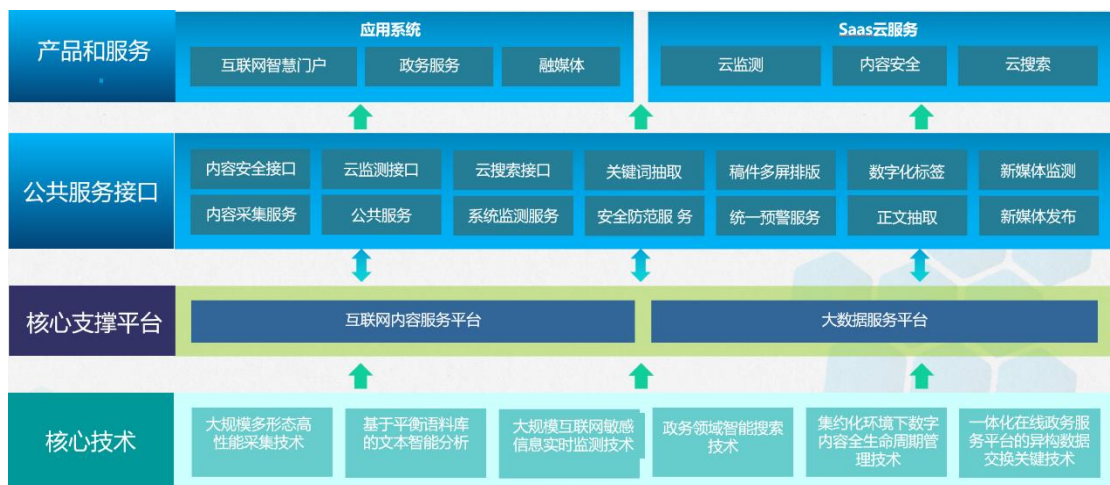 产品和服务
应用系统
互联网智慧门户
政务服务
融媒体
Saas云服务
云监测
内容安全
云搜索
公共服务接口
内容安全接口
云监测接口
云搜索接口
关键词抽取
稿件多屏排版
数字化标签
新媒体监测
内容采集服务
公共服务
系统监测服务
安全防范服 务
统一预警服务
正文抽取
新媒体发布
核心支撑平台
互联网内容服务平台
大数据服务平台
核心技术
大规模多形态高
性能采集技术
基于平衡语料库
的文本智能分析
大规模互联网敏感
信息实时监测技术
政务领域智能搜索
技术
集约化环境下数字
内容全生命周期管
理技术
一体化在线政务服
务平台的异构数据
交换关键技术